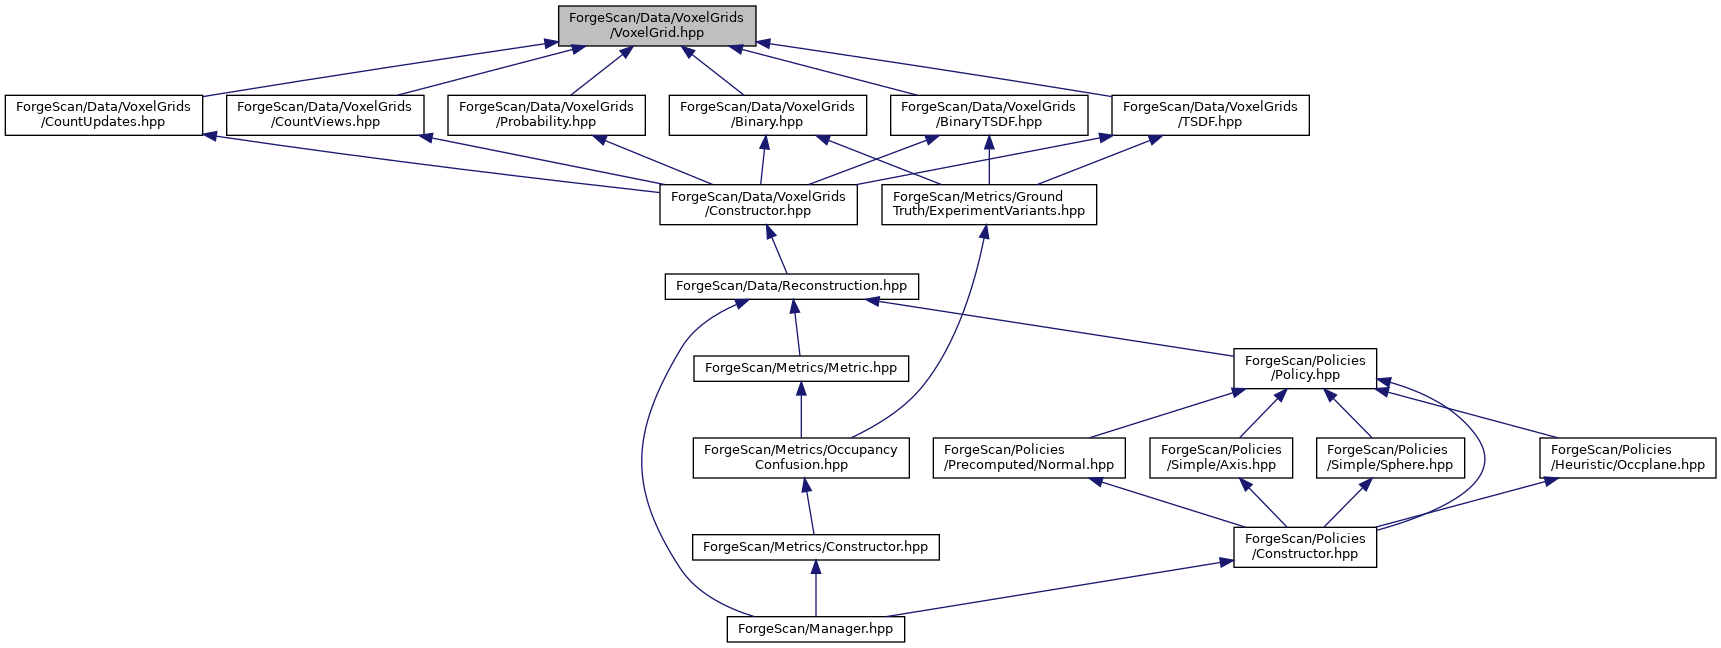 ForgeScan/Data/VoxelGrids
/VoxelGrid.hpp
ForgeScan/Data/VoxelGrids
/CountUpdates.hpp
ForgeScan/Data/VoxelGrids
/CountViews.hpp
ForgeScan/Data/VoxelGrids
/Probability.hpp
ForgeScan/Data/VoxelGrids
/Binary.hpp
ForgeScan/Data/VoxelGrids
/BinaryTSDF.hpp
ForgeScan/Data/VoxelGrids
/TSDF.hpp
ForgeScan/Data/VoxelGrids
/Constructor.hpp
ForgeScan/Metrics/Ground
Truth/ExperimentVariants.hpp
ForgeScan/Data/Reconstruction.hpp
ForgeScan/Metrics/Metric.hpp
ForgeScan/Policies
/Policy.hpp
ForgeScan/Metrics/Occupancy
Confusion.hpp
ForgeScan/Policies
/Precomputed/Normal.hpp
ForgeScan/Policies
/Simple/Axis.hpp
ForgeScan/Policies
/Simple/Sphere.hpp
ForgeScan/Policies
/Heuristic/Occplane.hpp
ForgeScan/Metrics/Constructor.hpp
ForgeScan/Policies
/Constructor.hpp
ForgeScan/Manager.hpp